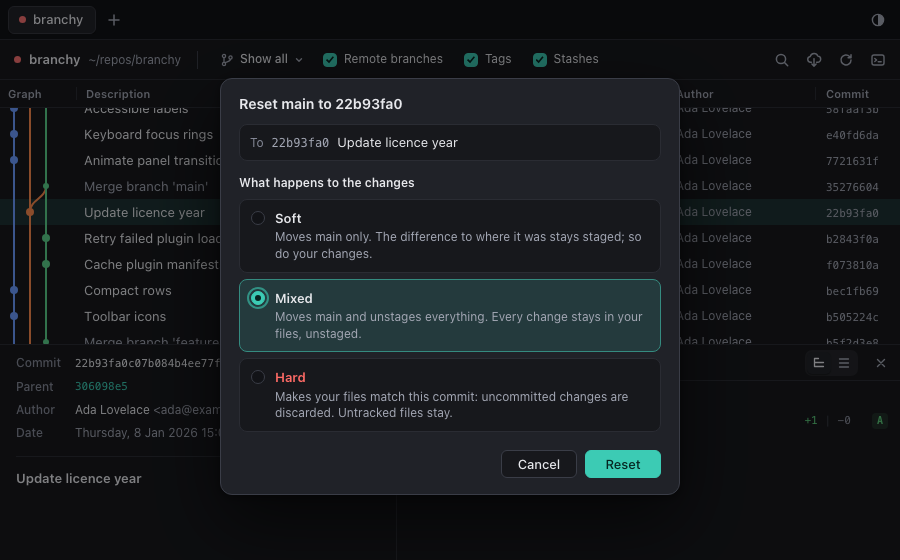 branchy
branchy ~/repos/branchy Show all Remote branches Tags Stashes
Graph Description Author Commit
Accessible labels Ada Lovelace 58faaf3b
Keyboard focus rings Ada Lovelace e40fd6da
Animate panel Ada Lovelace 7721631f
Merge branch 'main' Ada Lovelace 35276604
Update licence year Ada Lovelace 22b93fa0
Retry failed plugin Ada Lovelace b2843f0a
Cache plugin manifest Ada Lovelace f073810a
Compact rows Ada Lovelace bec1fb69
Toolbar icons Ada Lovelace b505224c
Merge branch 'feature Ada Lovelace b5f2d3e8
Reset main to 22b93fa0
To 22b93fa0 Update licence year
What happens to the changes
Soft
Moves main only. The difference to where it was stays staged; so
do your changes.
Mixed
Moves main and unstages everything. Every change stays in your
files, unstaged.
Hard
Makes your files match this commit: uncommitted changes are
discarded. Untracked files stay.
Cancel Reset
Commit 22b93fa0c07b084b4ee77f
Parent 306098e5
Author Ada Lovelace <ada@exam
Date Thursday, 8 Jan 2026 15:
Update licence year
+1 −0 A